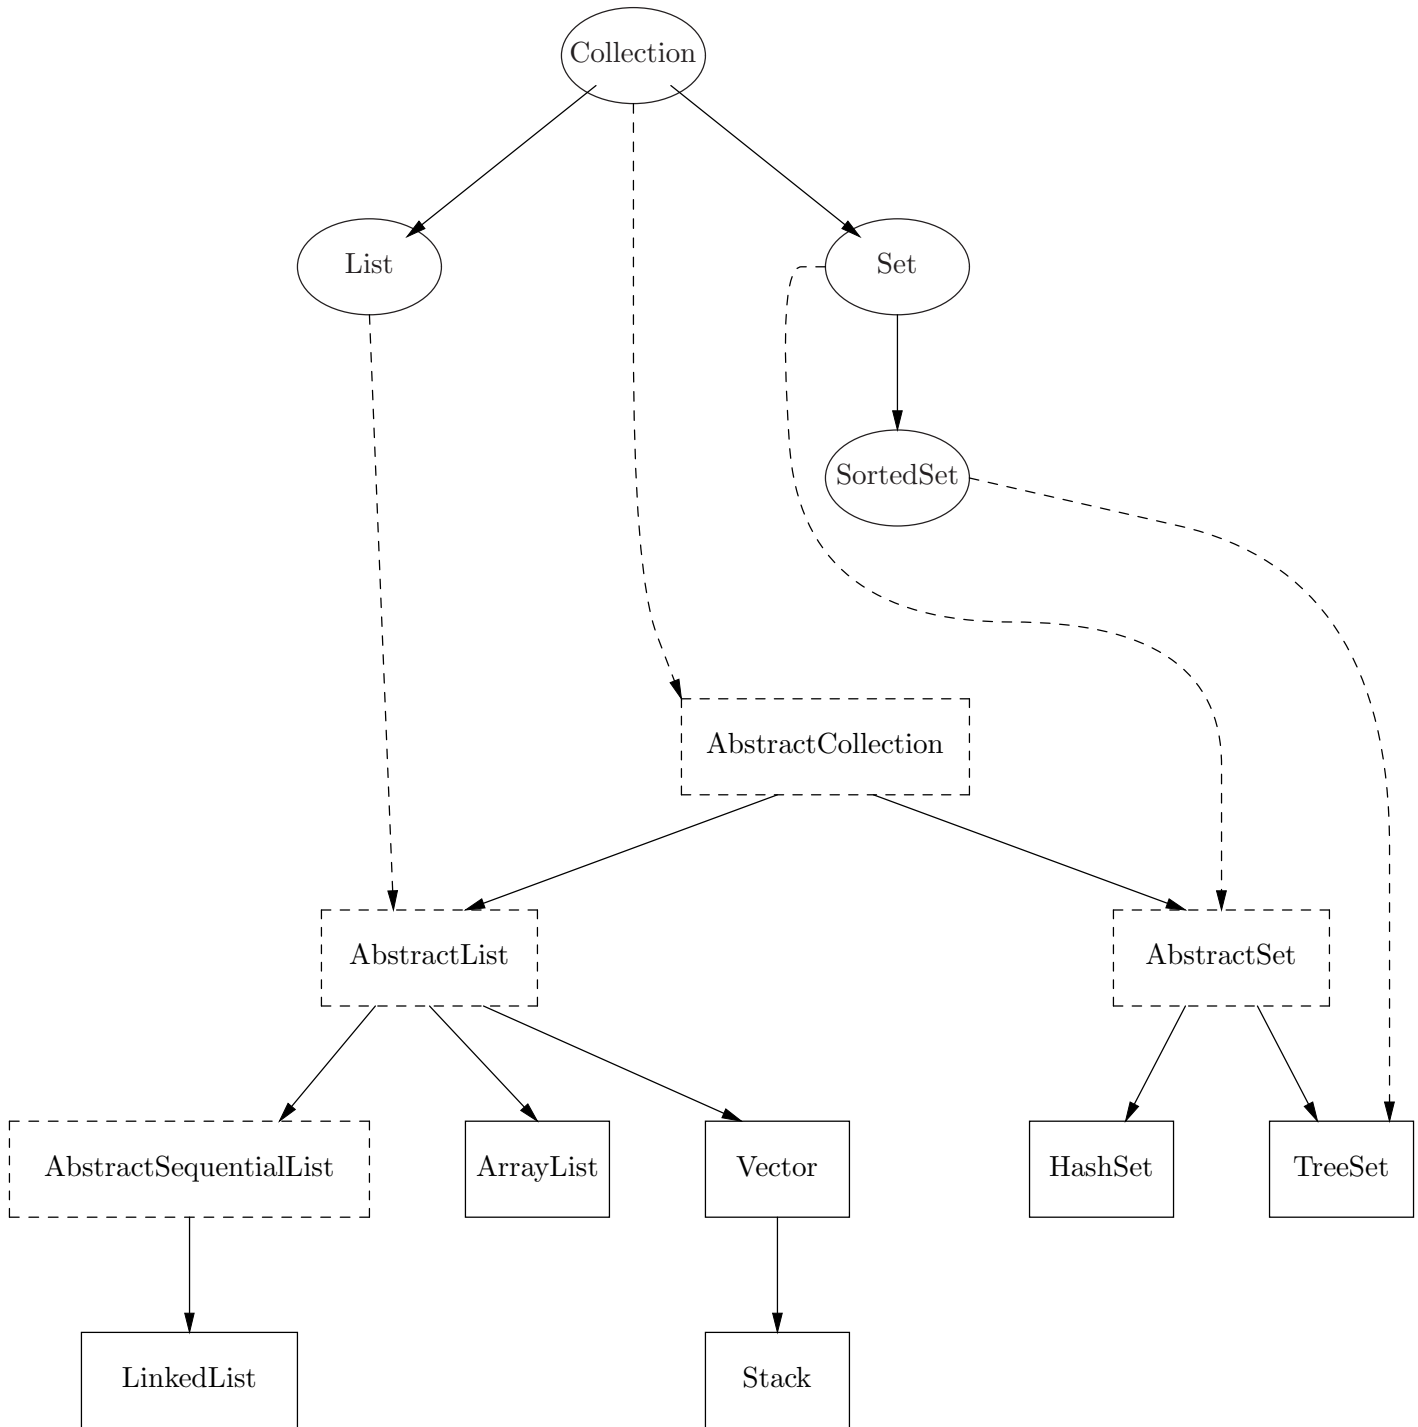 Collection
List
Set
SortedSet
AbstractCollection
AbstractList
AbstractSet
AbstractSequentialList
ArrayList
Vector
HashSet
TreeSet
LinkedList
Stack